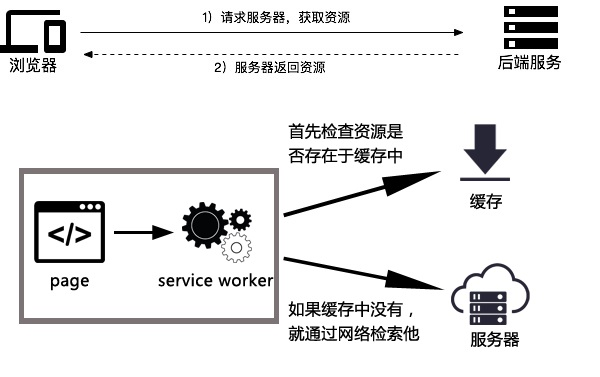 1）请求服务器，获取资源
浏览器
后端服务
2）服务器返回资源
首先检查资源是
否存在于缓存中
缓存
</>
page
service worker
如果缓存中没有，
就通过网络检索他
服务器